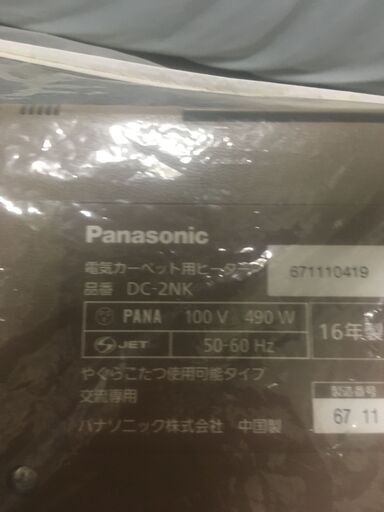 Panasonic
電気カーペット用ヒーター
671110419
品番 DC-2NK
PANA 100 V 490 W
16年製
JET 50-60 Hz
やぐらこたつ使用可能タイプ
製造番号
交流専用
67 11
パナソニック株式会社 中国製